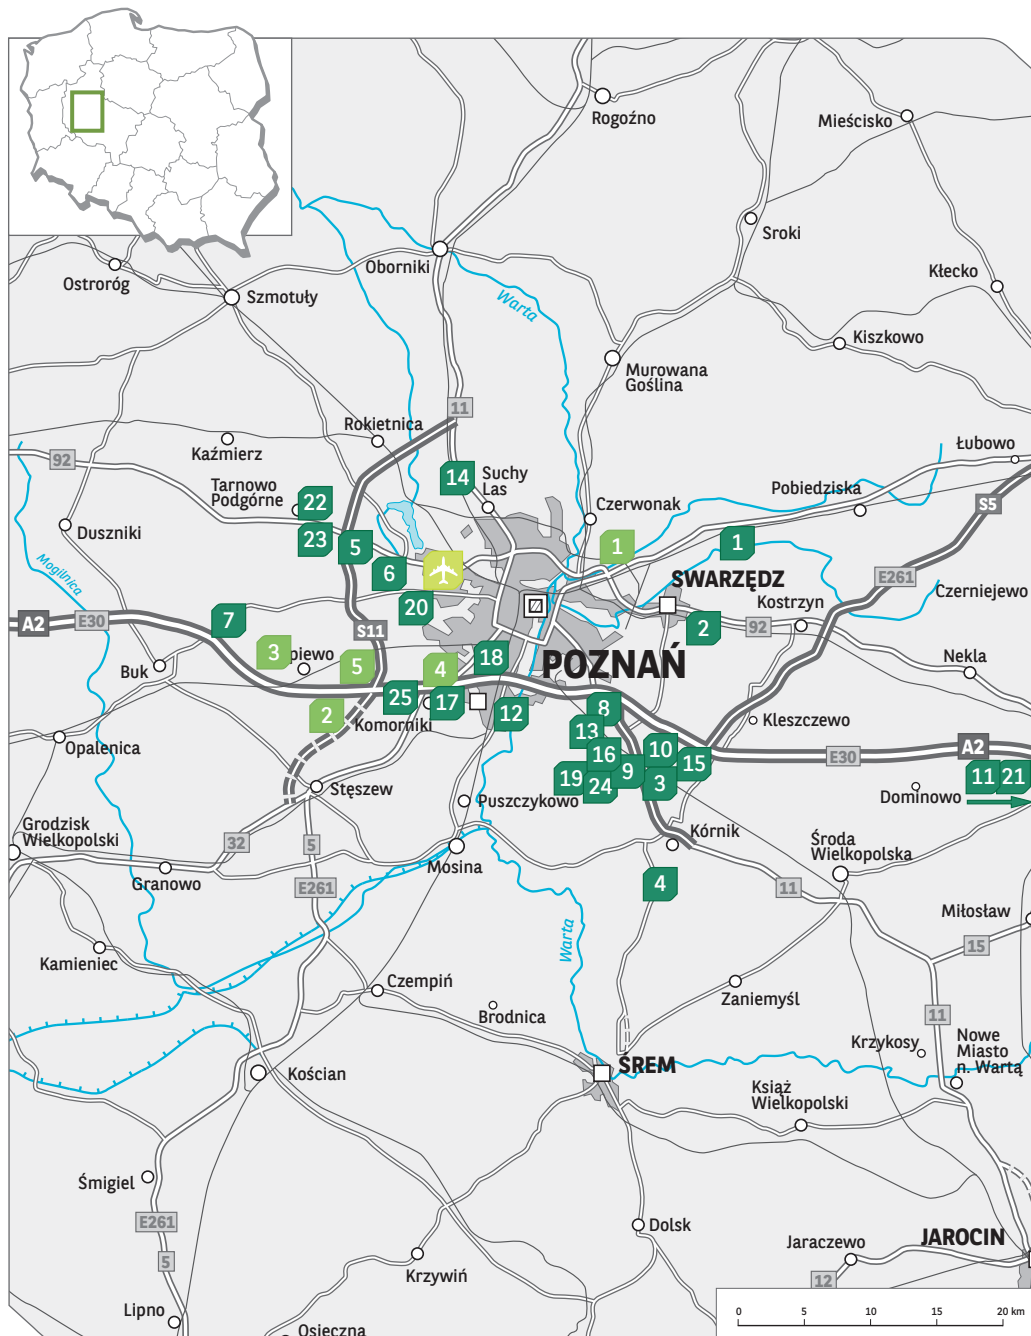 Rogoźno
Mieścisko
Sroki
Oborniki
Ostroróg
Szmotuły
Kłecko
Warta
Kiszkowo
Murowana
Goślina
11
Rokietnica
Kaźmierz
92
Łubowo
Suchy
Las
14
Tarnowo
Podgórne
22
Pobiedziska
S5
Czerwonak
Duszniki
23
5
1
1
Mogilnica
6
SWARZĘDZ
E261
Czerniejewo
20
Kostrzyn
7
A2
E30
S11
2
92
3
piewo
5
4
18
POZNAŃ
Buk
Nekla
25
17
12
8
2
Komorniki
Kleszczewo
13
Opalenica
10
A2
16
15
E30
9
19
24
3
11
21
Stęszew
Puszczykowo
Dominowo
Grodzisk
Wielkopolski
32
5
Kórnik
Środa
Wielkopolska
Mosina
Granowo
E261
4
11
Miłosław
Warta
15
Kamieniec
Czempiń
Zaniemyśl
Brodnica
11
Krzykosy
Nowe
Miasto
n. Wartą
ŚREM
Kościan
Książ
Wielkopolski
Śmigiel
E261
Dolsk
JAROCIN
Jaraczewo
5
Krzywiń
12
Lipno
Osieczna
0
5
10
15
20 km